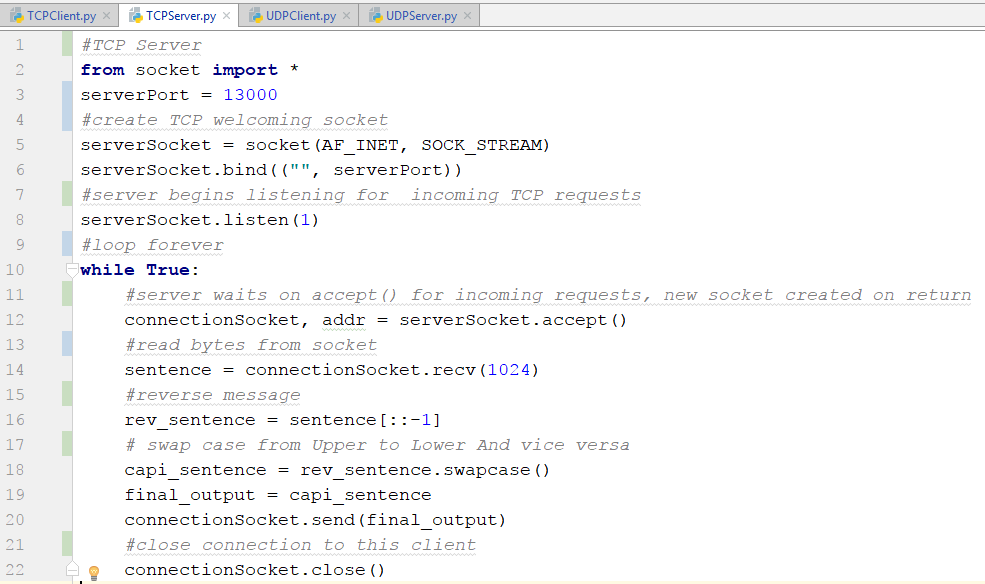 TCPClient.py TCPServer.py UDPClient.py UDPServer.py
1 #TCP Server
2 from socket import *
3 serverPort = 13000
4 #create TCP welcoming socket
5 serverSocket = socket(AF_INET, SOCK_STREAM)
6 serverSocket.bind(("", serverPort))
7 #server begins listening for  incoming TCP requests
8 serverSocket.listen(1)
9 #loop forever
10 while True:
11     #server waits on accept() for incoming requests, new socket created on return
12     connectionSocket, addr = serverSocket.accept()
13     #read bytes from socket
14     sentence = connectionSocket.recv(1024)
15     #reverse message
16     rev_sentence = sentence[::-1]
17     # swap case from Upper to Lower And vice versa
18     capi_sentence = rev_sentence.swapcase()
19     final_output = capi_sentence
20     connectionSocket.send(final_output)
21     #close connection to this client
22     connectionSocket.close()